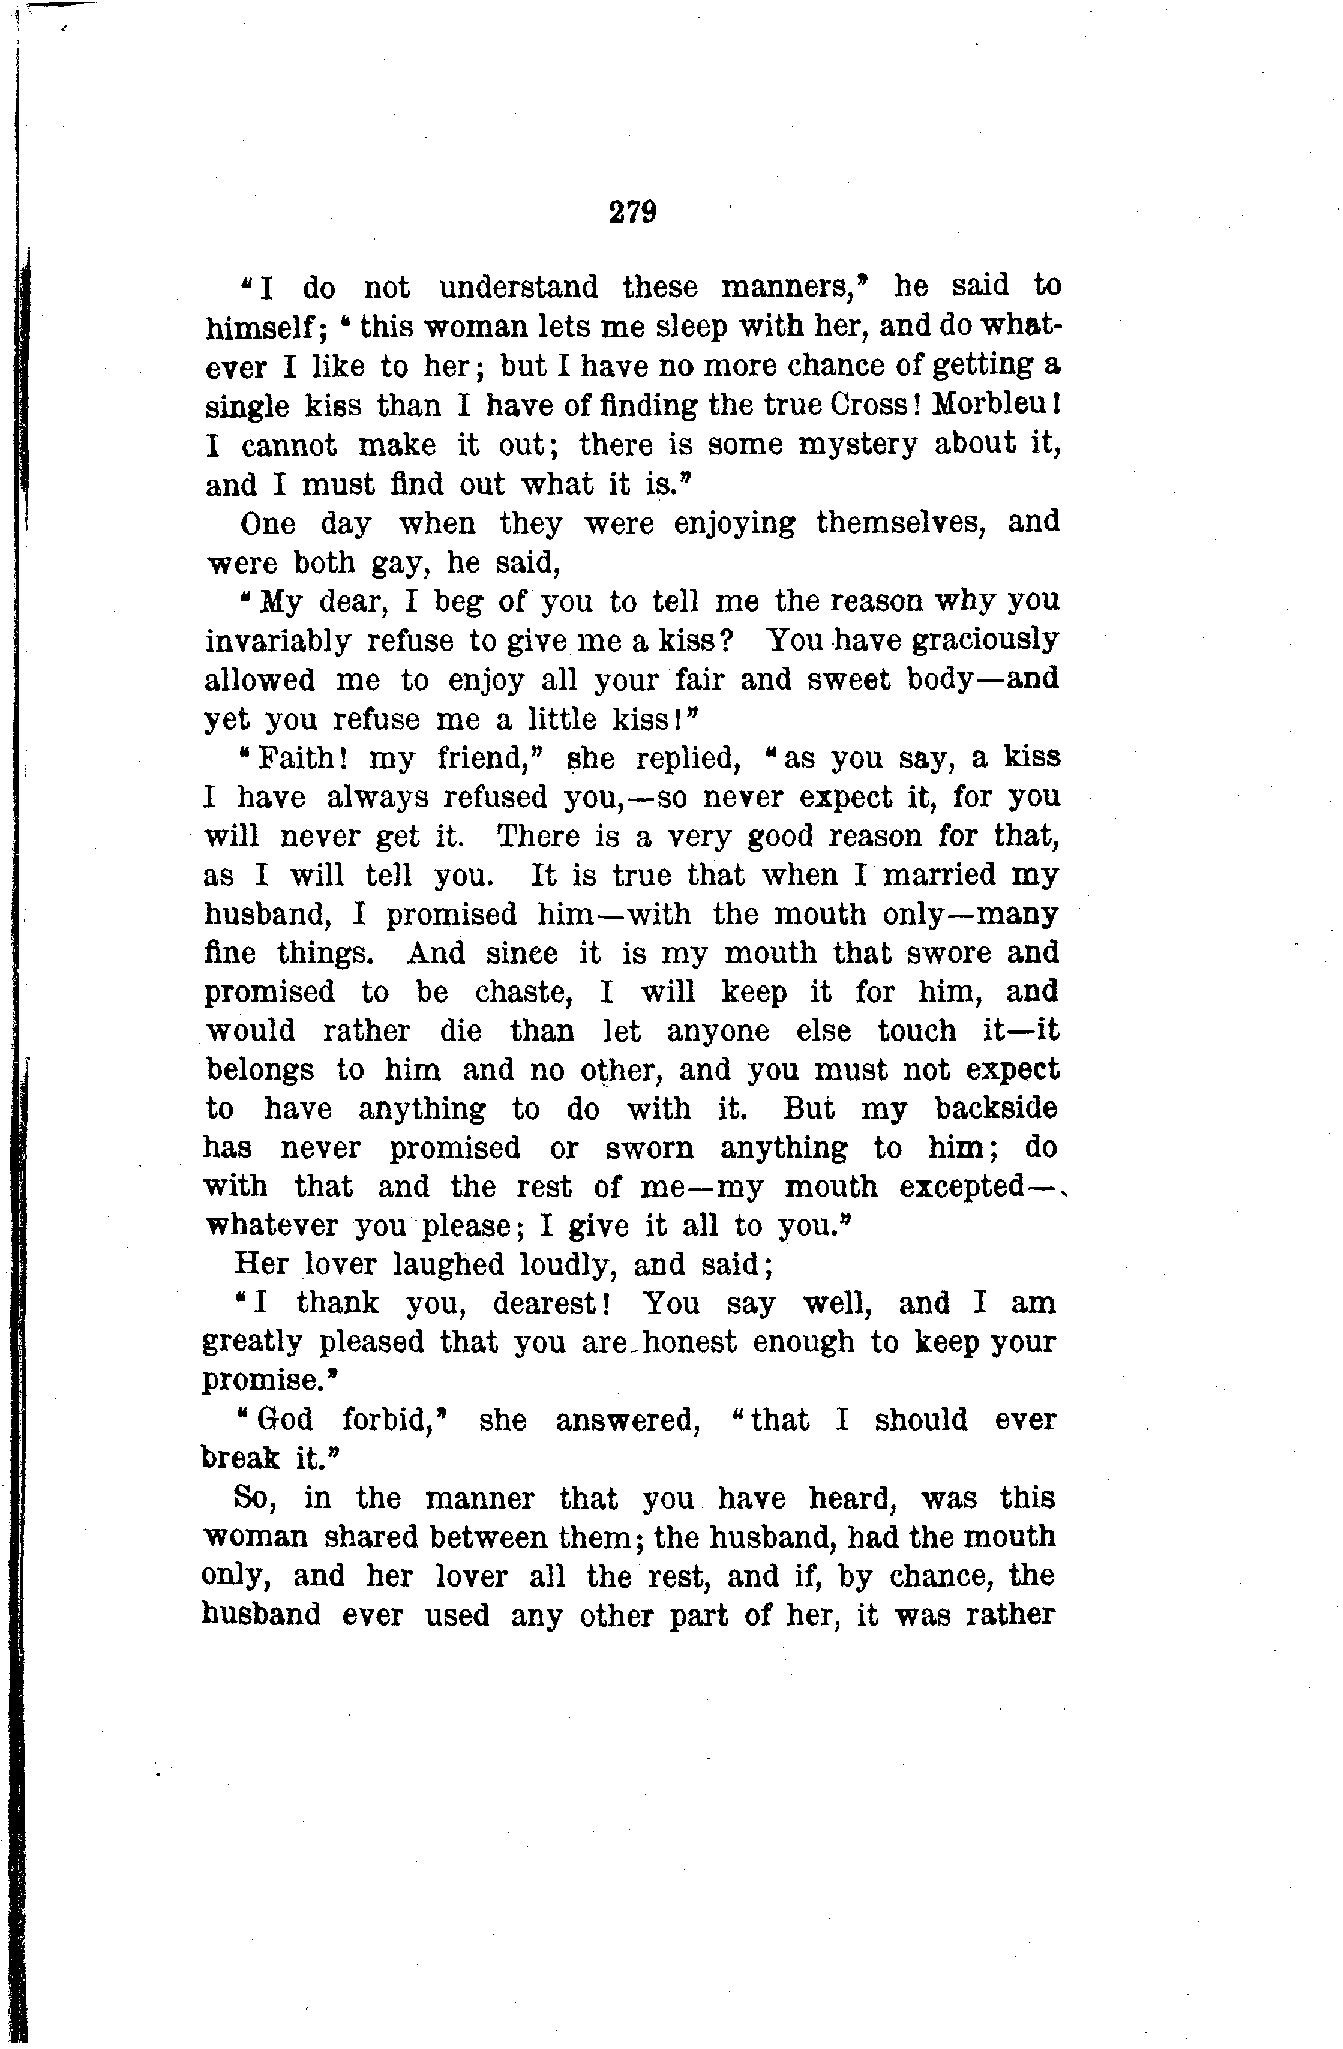 279
"I do not understand these manners," he said to
himself; "this woman lets me sleep with her, and do what-
ever I like to her; but I have no more chance of getting a
single kiss than I have of finding the true Cross! Morbleu!
I cannot make it out; there is some mystery about it,
and I must find out what it is."
One day when they were enjoying themselves, and
were both gay, he said,
"My dear, I beg of you to tell me the reason why you
invariably refuse to give me a kiss? You have graciously
allowed me to enjoy all your fair and sweet body—and
yet you refuse me a little kiss!"
"Faith! my friend," she replied, "as you say, a kiss
I have always refused you,—so never expect it, for you
will never get it. There is a very good reason for that,
as I will tell you. It is true that when I married my
husband, I promised him—with the mouth only—many
fine things. And since it is my mouth that swore and
promised to be chaste, I will keep it for him, and
would rather die than let anyone else touch it—it
belongs to him and no other, and you must not expect
to have anything to do with it. But my backside
has never promised or sworn anything to him; do
with that and the rest of me—my mouth excepted—
whatever you please; I give it all to you."
Her lover laughed loudly, and said;
"I thank you, dearest! You say well, and I am
greatly pleased that you are honest enough to keep your
promise."
"God forbid," she answered, "that I should ever
break it."
So, in the manner that you have heard, was this
woman shared between them; the husband, had the mouth
only, and her lover all the rest, and if, by chance, the
husband ever used any other part of her, it was rather